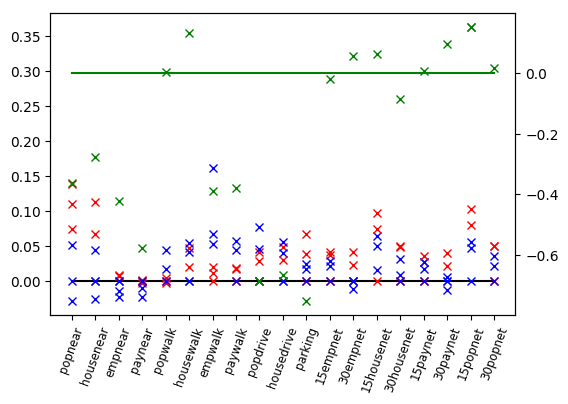 0.35
0.30
0.25
0.20
0.15
0.10
0.05
0.00
0.0
−0.2
−0.4
−0.6
popnear
housenear
empnear
paynear
popwalk
housewalk
empwalk
paywalk
popdrive
housedrive
parking
15empnet
30empnet
15housenet
30housenet
15paynet
30paynet
15popnet
30popnet